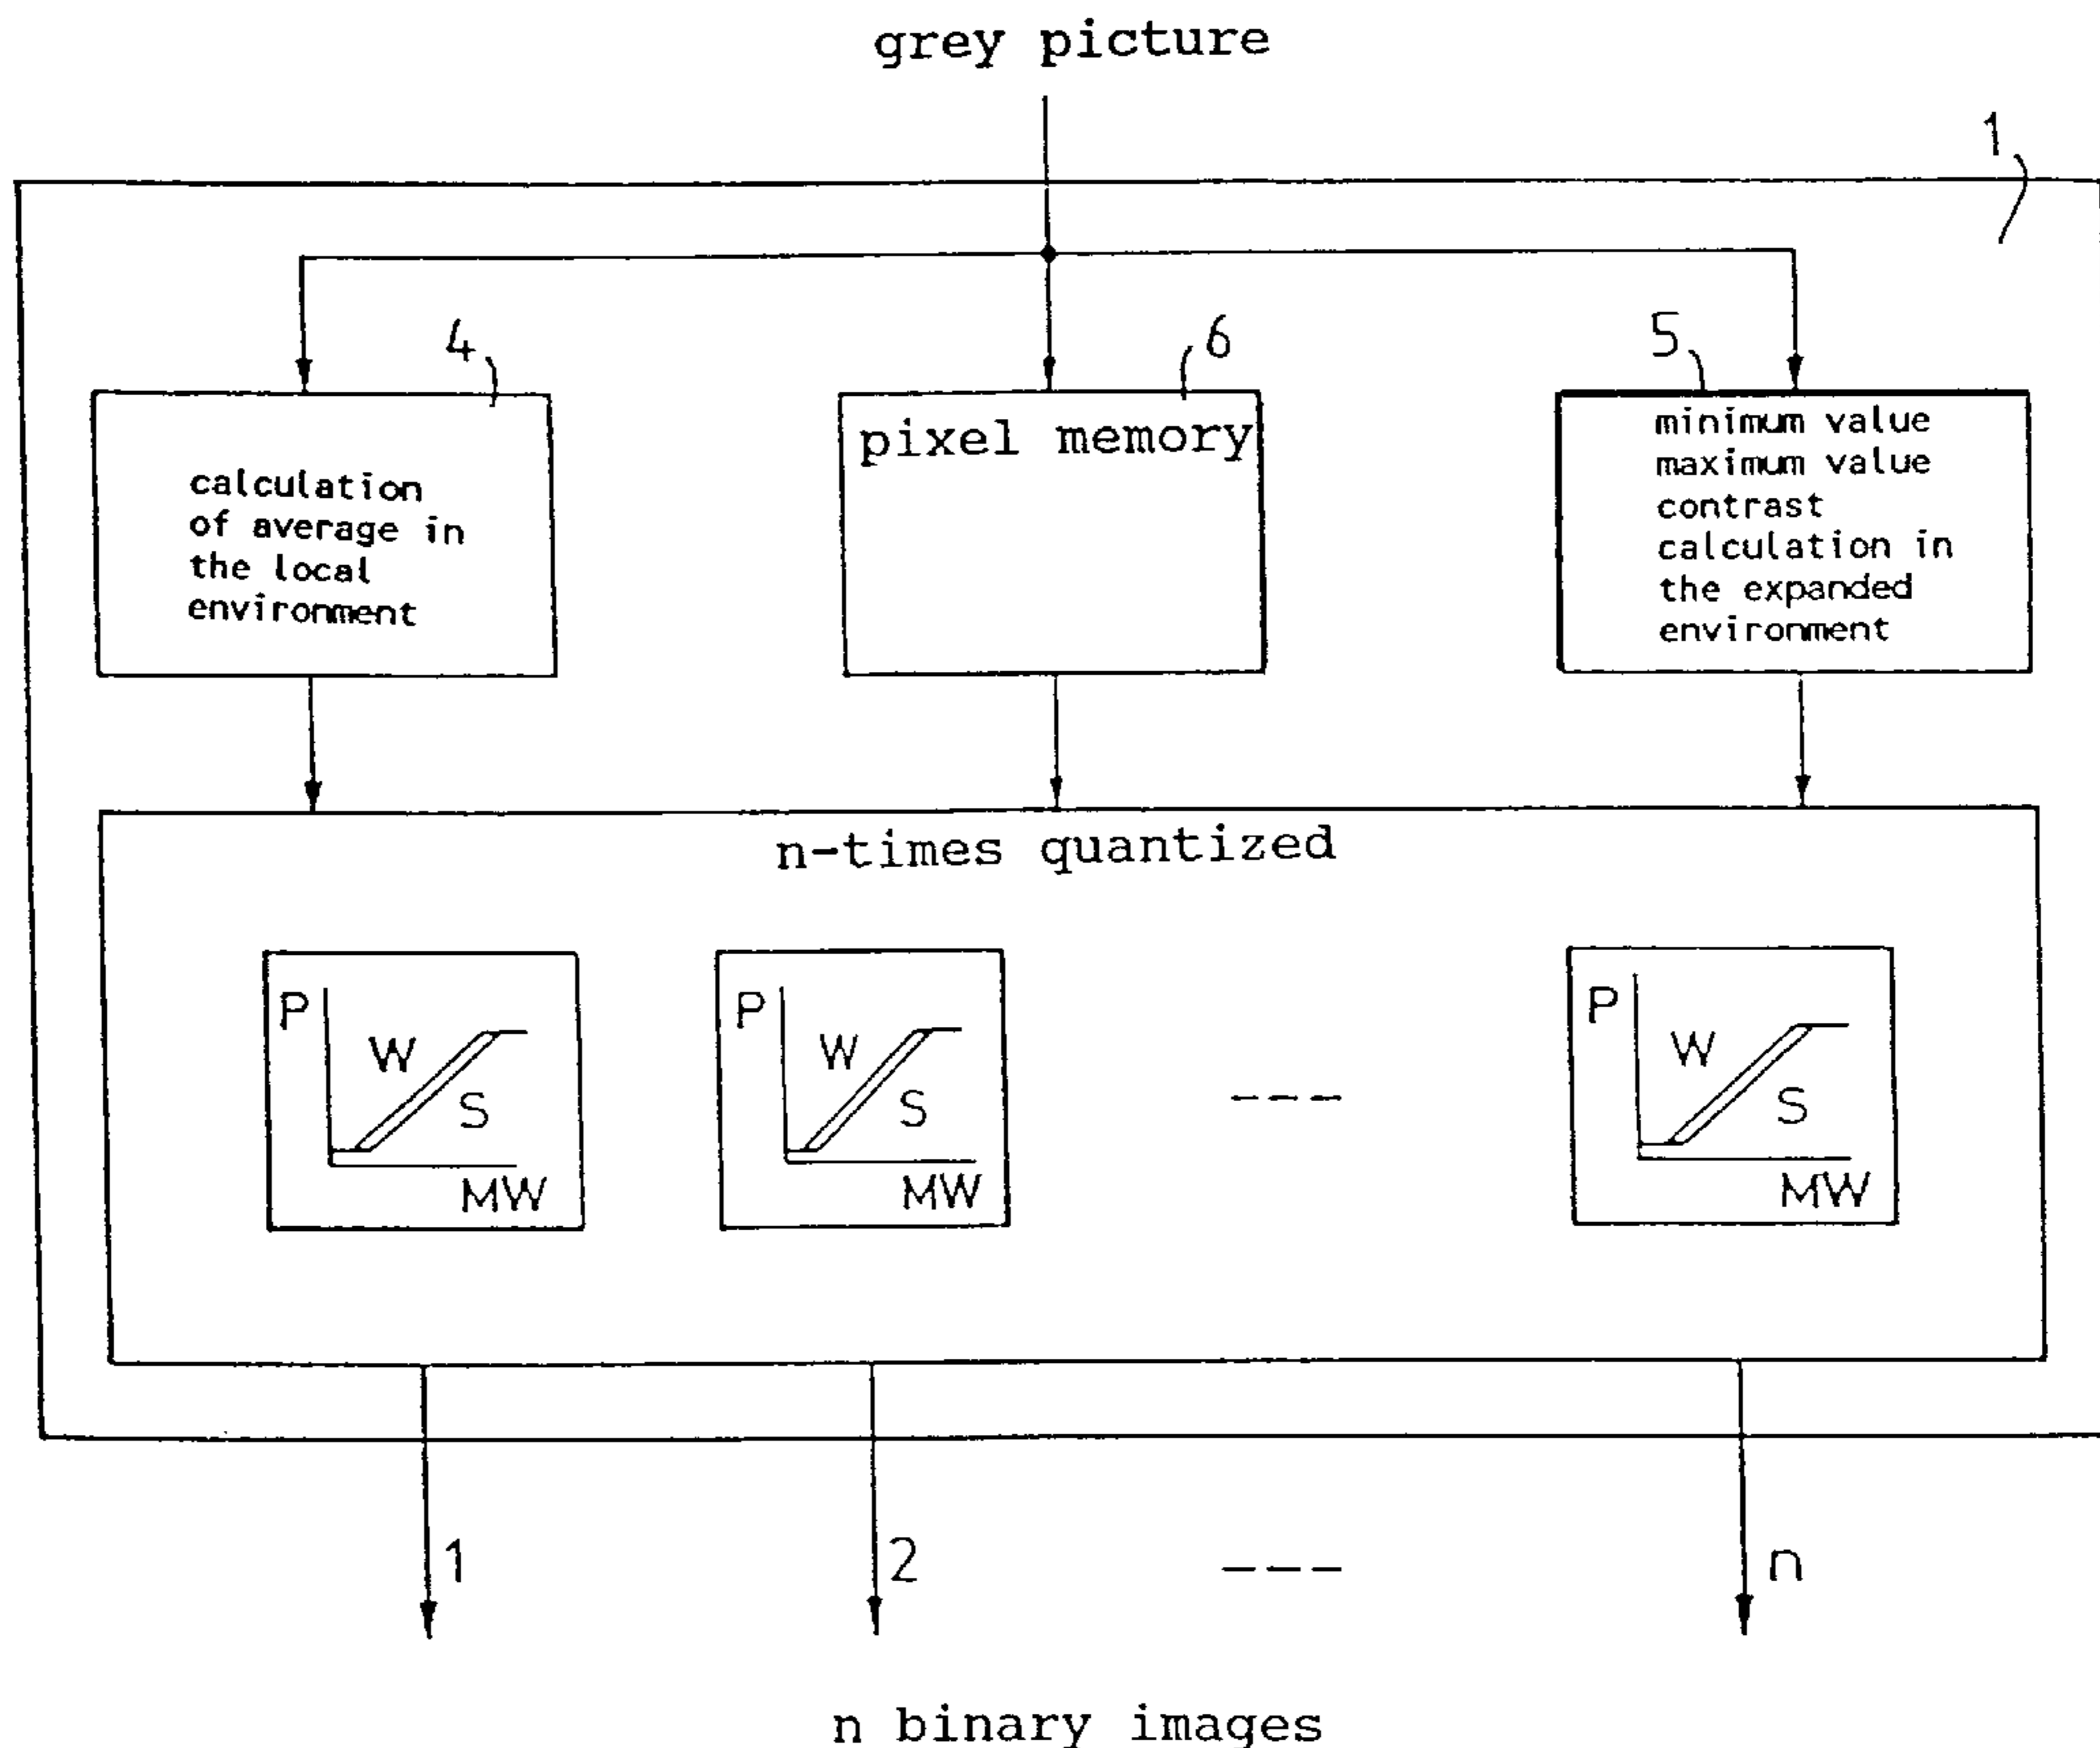 grey picture
1
4
6
5
calculation
of average in
the local
environment
pixel memory
minimum value
maximum value
contrast
calculation in
the expanded
environment
n-times quantized
P
W
S
MW
P
W
S
MW
---
P
W
S
MW
1
2
---
n
n binary images